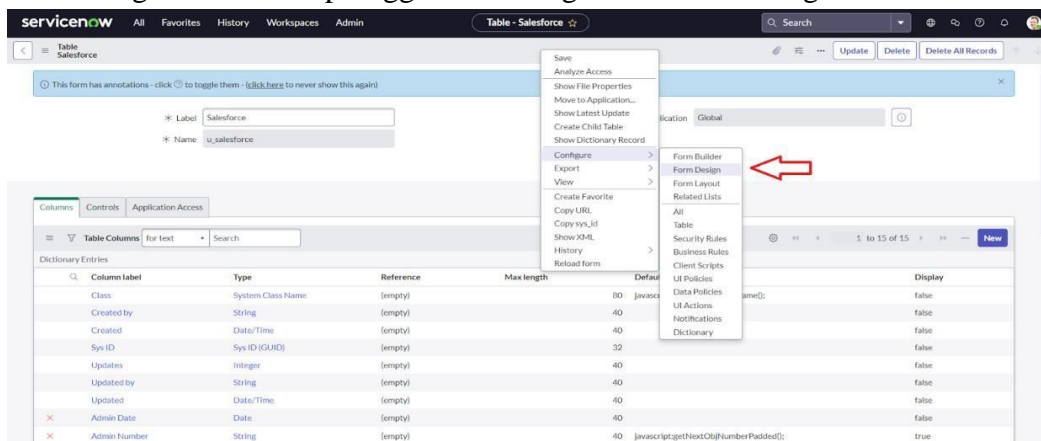 servicenow All Favorites History Workspaces Admin Table - Salesforce Search
Table
Salesforce
Update Delete Delete All Records
This form has annotations - click to toggle them - (click here to never show this again)
Label Salesforce
Name u_salesforce
Application Global
Save
Analyze Access
Show File Properties
Move to Application...
Show Latest Update
Create Child Table
Show Dictionary Record
Configure
Export
View
Create Favorite
Copy URL
Copy sys_id
Show XML
History
Reload form
Form Builder
Form Design
Form Layout
Related Lists
All
Table
Security Rules
Business Rules
Client Scripts
UI Policies
Data Policies
UI Actions
Notifications
Dictionary
Columns Controls Application Access
Table Columns for text Search 1 to 15 of 15 New
Dictionary Entries
Column label Type Reference Max length Defau Display
Class System Class Name (empty) 80 javasc ame(); false
Created by String (empty) 40 false
Created Date/Time (empty) 40 false
Sys ID Sys ID (GUID) (empty) 32 false
Updates Integer (empty) 40 false
Updated by String (empty) 40 false
Updated Date/Time (empty) 40 false
Admin Date Date (empty) 40 false
Admin Number String (empty) 40 javascript:getNextObjNumberPadded(); true